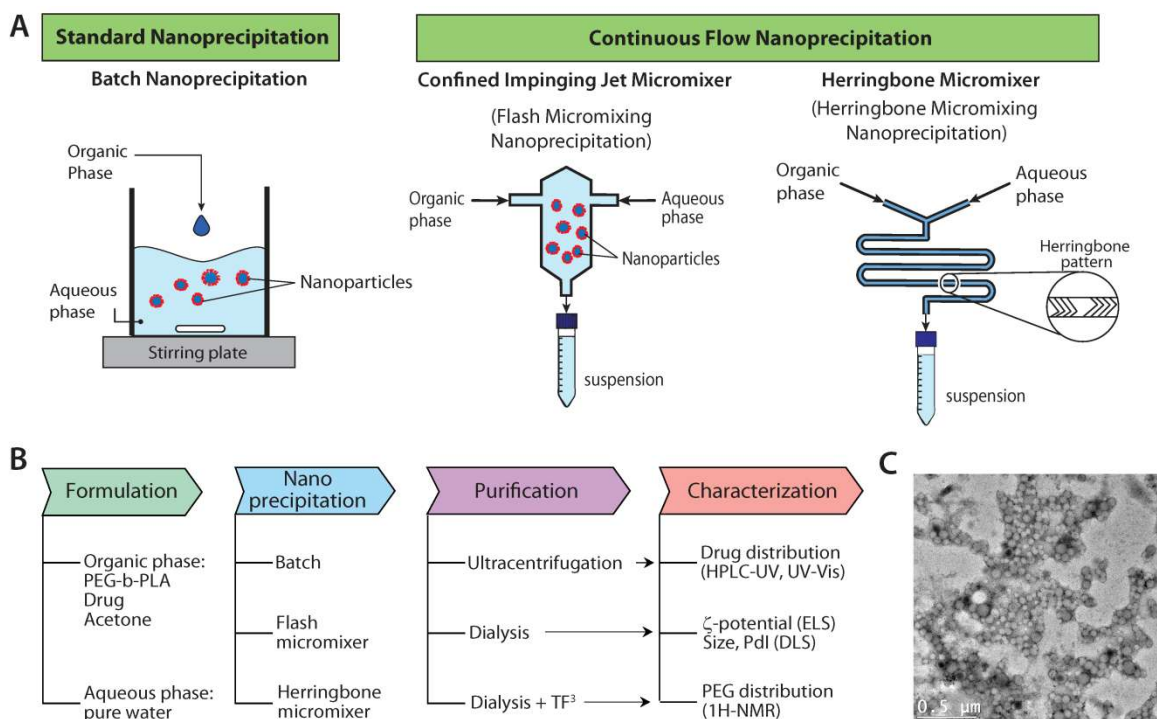 A
Standard Nanoprecipitation
Batch Nanoprecipitation
Organic
Phase
Aqueous
phase
Nanoparticles
Stirring plate
Continuous Flow Nanoprecipitation
Confined Impinging Jet Micromixer
(Flash Micromixing
Nanoprecipitation)
Organic
phase
Aqueous
phase
Nanoparticles
suspension
Herringbone Micromixer
(Herringbone Micromixing
Nanoprecipitation)
Organic
phase
Aqueous
phase
Herringbone
pattern
suspension
B
Formulation
Organic phase:
PEG-b-PLA
Drug
Acetone
Aqueous phase:
pure water
Nano
precipitation
Batch
Flash
micromixer
Herringbone
micromixer
Purification
Ultracentrifugation
Dialysis
Dialysis + TF³
Characterization
Drug distribution
(HPLC-UV, UV-Vis)
ζ-potential (ELS)
Size, PdI (DLS)
PEG distribution
(1H-NMR)
C
0.5 µm